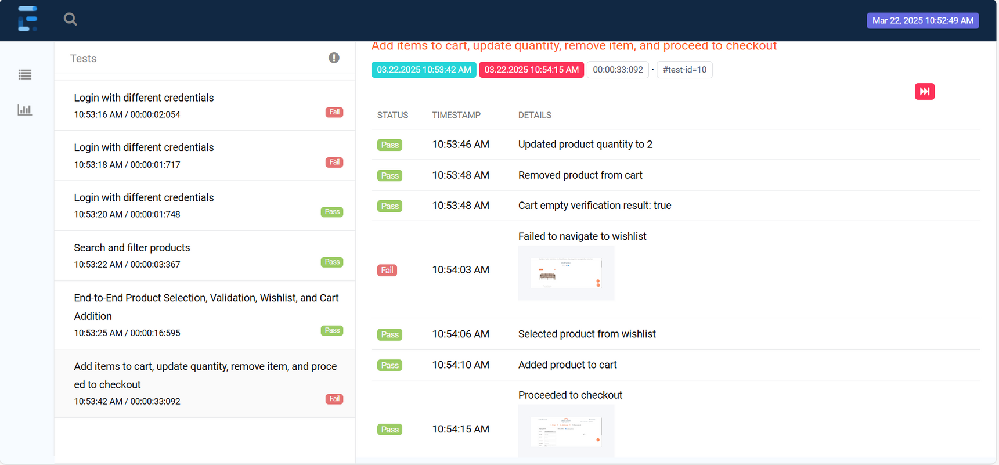 Mar 22, 2025 10:52:49 AM
Tests
Login with different credentials
10:53:16 AM / 00:00:02:054
Fail
Login with different credentials
10:53:18 AM / 00:00:01:717
Fail
Login with different credentials
10:53:20 AM / 00:00:01:748
Pass
Search and filter products
10:53:22 AM / 00:00:03:367
Pass
End-to-End Product Selection, Validation, Wishlist, and Cart
Addition
10:53:25 AM / 00:00:16:595
Pass
Add items to cart, update quantity, remove item, and proce
ed to checkout
10:53:42 AM / 00:00:33:092
Fail
Add items to cart, update quantity, remove item, and proceed to checkout
03.22.2025 10:53:42 AM 03.22.2025 10:54:15 AM 00:00:33:092 · #test-id=10
STATUS TIMESTAMP DETAILS
Pass 10:53:46 AM Updated product quantity to 2
Pass 10:53:48 AM Removed product from cart
Pass 10:53:48 AM Cart empty verification result: true
Failed to navigate to wishlist
Fail 10:54:03 AM
Pass 10:54:06 AM Selected product from wishlist
Pass 10:54:10 AM Added product to cart
Proceeded to checkout
Pass 10:54:15 AM